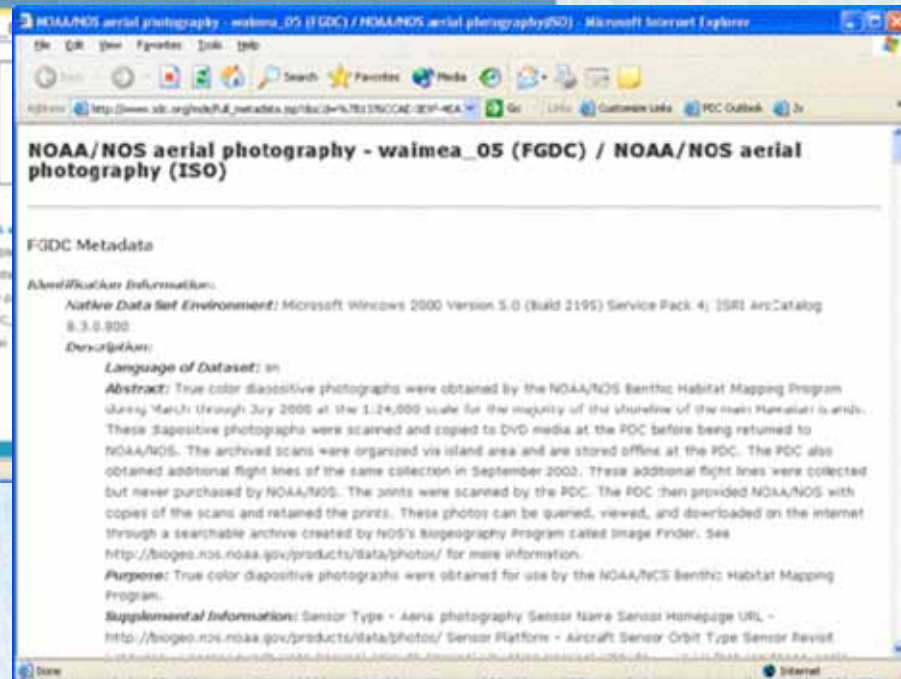 NOAA/NOS aerial photography - waimea_05 (FGDC) / NOAA/NOS aerial photography(ISO) - Microsoft Internet Explorer
File Edit View Favorites Tools Help
Back Search Favorites Media
Address Go Links Customize Links PDC Outlook
NOAA/NOS aerial photography - waimea_05 (FGDC) / NOAA/NOS aerial
photography (ISO)
FGDC Metadata
Identification Information:
Native Data Set Environment: Microsoft Windows 2000 Version 5.0 (Build 2195) Service Pack 4; ESRI ArcCatalog
8.3.0.800
Description:
Language of Dataset: en
Abstract: True color diapositive photographs were obtained by the NOAA/NOS Benthic Habitat Mapping Program
during March through July 2000 at the 1:24,000 scale for the majority of the shoreline of the main Hawaiian Islands.
These diapositive photographs were scanned and copied to DVD media at the PDC before being returned to
NOAA/NOS. The archived scans were organized via island area and are stored offline at the PDC. The PDC also
obtained additional flight lines of the same collection in September 2002. These additional flight lines were collected
but never purchased by NOAA/NOS. The prints were scanned by the PDC. The PDC then provided NOAA/NOS with
copies of the scans and retained the prints. These photos can be queried, viewed, and downloaded on the internet
through a searchable archive created by NOS's Biogeography Program called Image Finder. See
http://biogeo.nos.noaa.gov/products/data/photos/ for more information.
Purpose: True color diapositive photographs were obtained for use by the NOAA/NOS Benthic Habitat Mapping
Program.
Supplemental Information: Sensor Type - Aerial photography Sensor Name Sensor Homepage URL -
http://biogeo.nos.noaa.gov/products/data/photos/ Sensor Platform - Aircraft Sensor Orbit Type Sensor Revisit
Done Internet